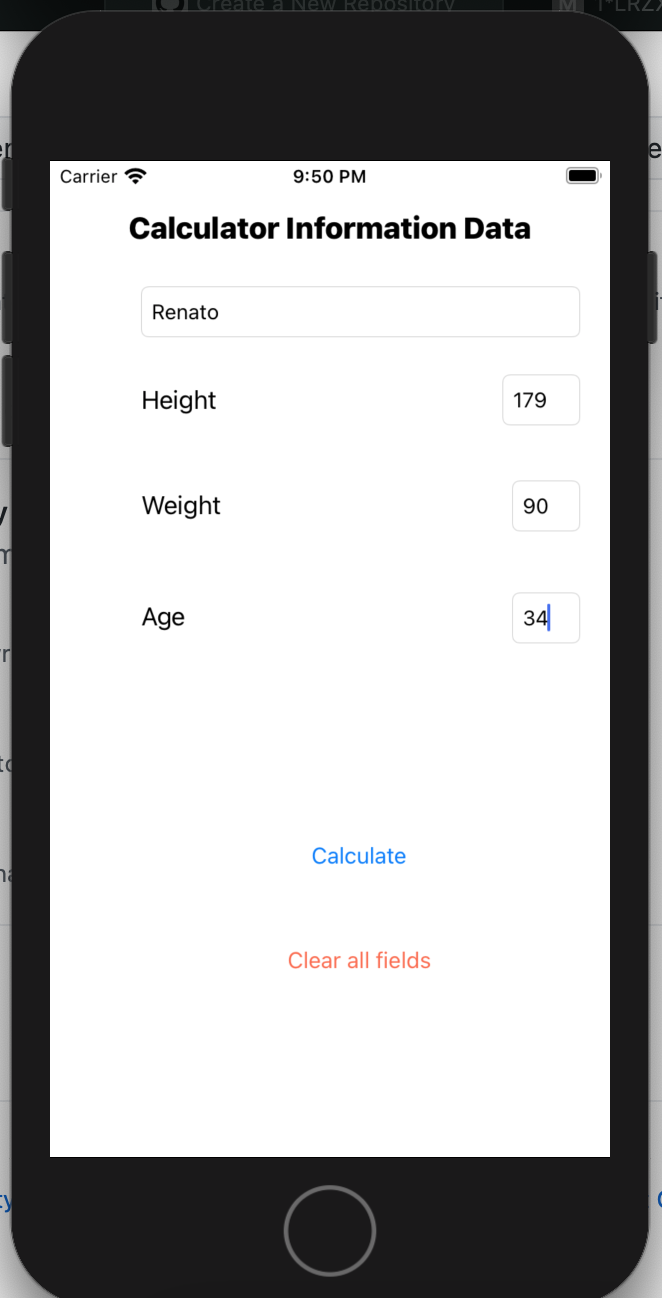 Create a New Repository
Carrier
9:50 PM
Calculator Information Data
Renato
Height
179
Weight
90
Age
34
Calculate
Clear all fields